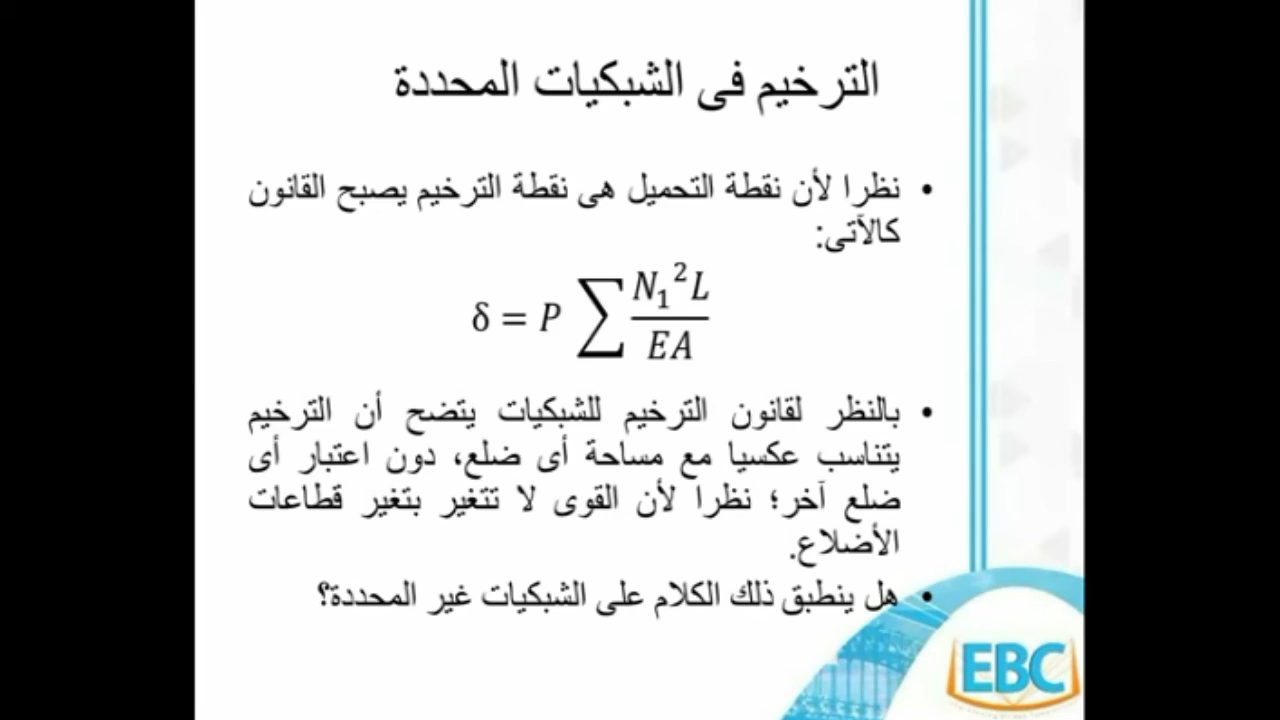 الترخيم فى الشبكيات المحددة
• نظرا لأن نقطة التحميل هى نقطة الترخيم يصبح القانون
كالآتى:
δ = P ∑ N₁²L / EA
• بالنظر لقانون الترخيم للشبكيات يتضح أن الترخيم
يتناسب عكسيا مع مساحة أى ضلع، دون اعتبار أى
ضلع آخر؛ نظرا لأن القوى لا تتغير بتغير قطاعات
الأضلاع.
• هل ينطبق ذلك الكلام على الشبكيات غير المحددة؟
EBC